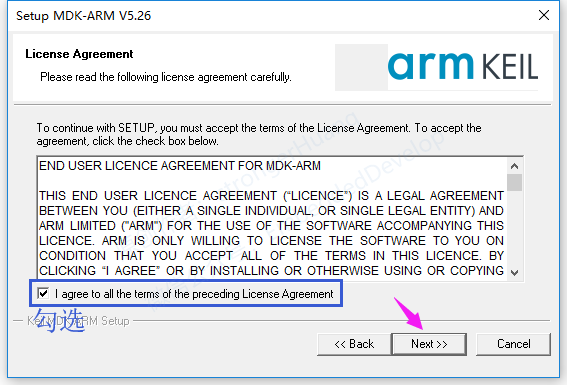 Setup MDK-ARM V5.26
License Agreement
Please read the following license agreement carefully.
arm KEIL
To continue with SETUP, you must accept the terms of the License Agreement. To accept the
agreement, click the check box below.
END USER LICENCE AGREEMENT FOR MDK-ARM
THIS END USER LICENCE AGREEMENT ("LICENCE") IS A LEGAL AGREEMENT
BETWEEN YOU (EITHER A SINGLE INDIVIDUAL, OR SINGLE LEGAL ENTITY) AND
ARM LIMITED ("ARM") FOR THE USE OF THE SOFTWARE ACCOMPANYING THIS
LICENCE. ARM IS ONLY WILLING TO LICENSE THE SOFTWARE TO YOU ON
CONDITION THAT YOU ACCEPT ALL OF THE TERMS IN THIS LICENCE. BY
CLICKING "I AGREE" OR BY INSTALLING OR OTHERWISE USING OR COPYING
I agree to all the terms of the preceding License Agreement
勾选
Keil MDK-ARM Setup
<< Back
Next >>
Cancel